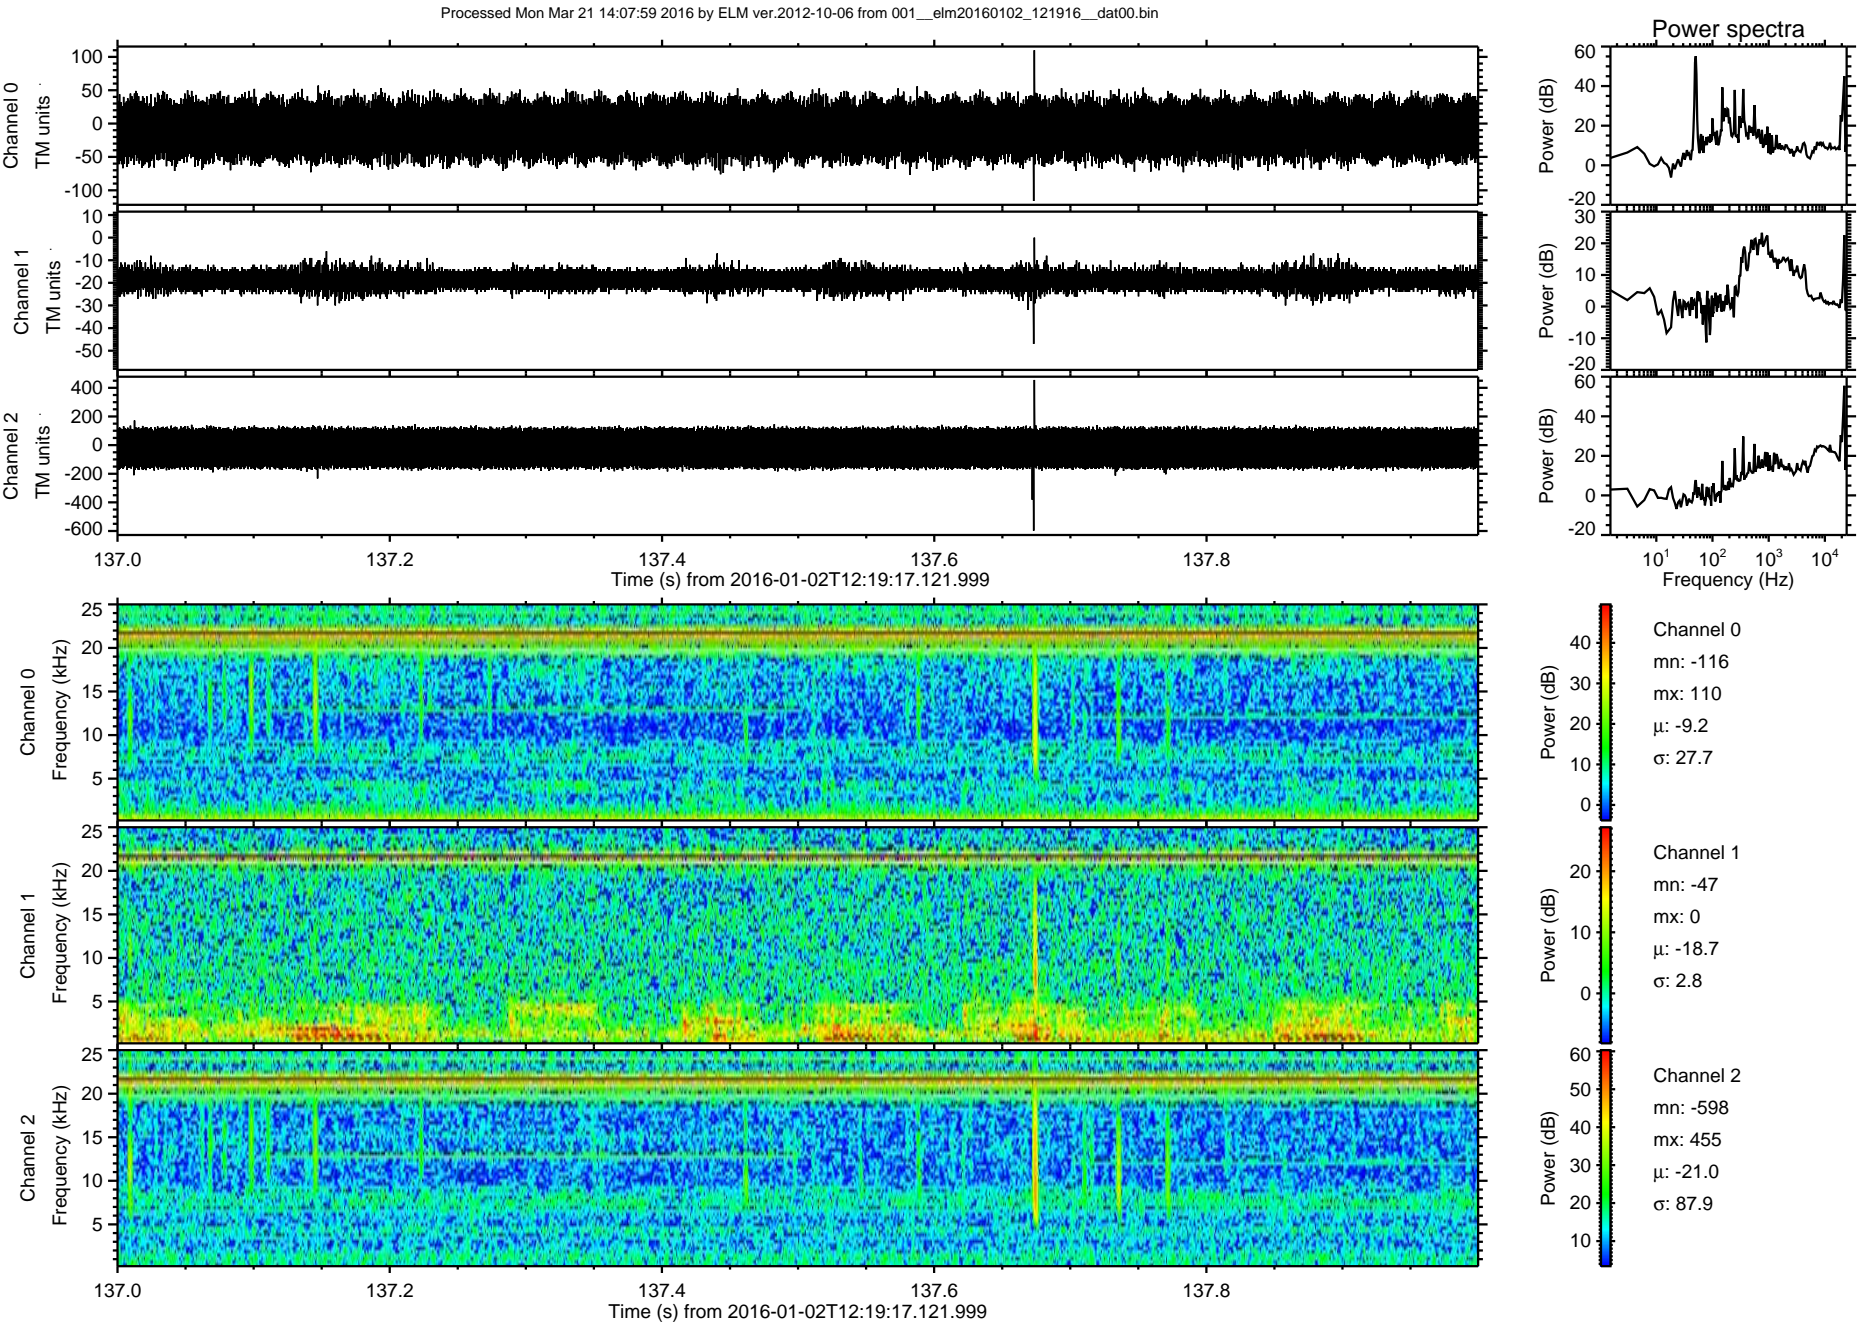 Processed Mon Mar 21 14:07:59 2016 by ELM ver.2012-10-06 from 001__elm20160102_121916__dat00.bin
Power spectra
Channel 0
TM units
100
50
0
-50
-100
Power (dB)
60
40
20
0
-20
Channel 1
TM units
10
0
-10
-20
-30
-40
-50
Power (dB)
30
20
10
0
-10
-20
Channel 2
TM units
400
200
0
-200
-400
-600
Power (dB)
60
40
20
0
-20
137.0 137.2 137.4 137.6 137.8
Time (s) from 2016-01-02T12:19:17.121.999
10¹ 10² 10³ 10⁴
Frequency (Hz)
Channel 0
Frequency (kHz)
25
20
15
10
5
Power (dB)
40
30
20
10
0
Channel 0
mn: -116
mx: 110
μ: -9.2
σ: 27.7
Channel 1
Frequency (kHz)
25
20
15
10
5
Power (dB)
20
10
0
Channel 1
mn: -47
mx: 0
μ: -18.7
σ: 2.8
Channel 2
Frequency (kHz)
25
20
15
10
5
Power (dB)
60
50
40
30
20
10
Channel 2
mn: -598
mx: 455
μ: -21.0
σ: 87.9
137.0 137.2 137.4 137.6 137.8
Time (s) from 2016-01-02T12:19:17.121.999